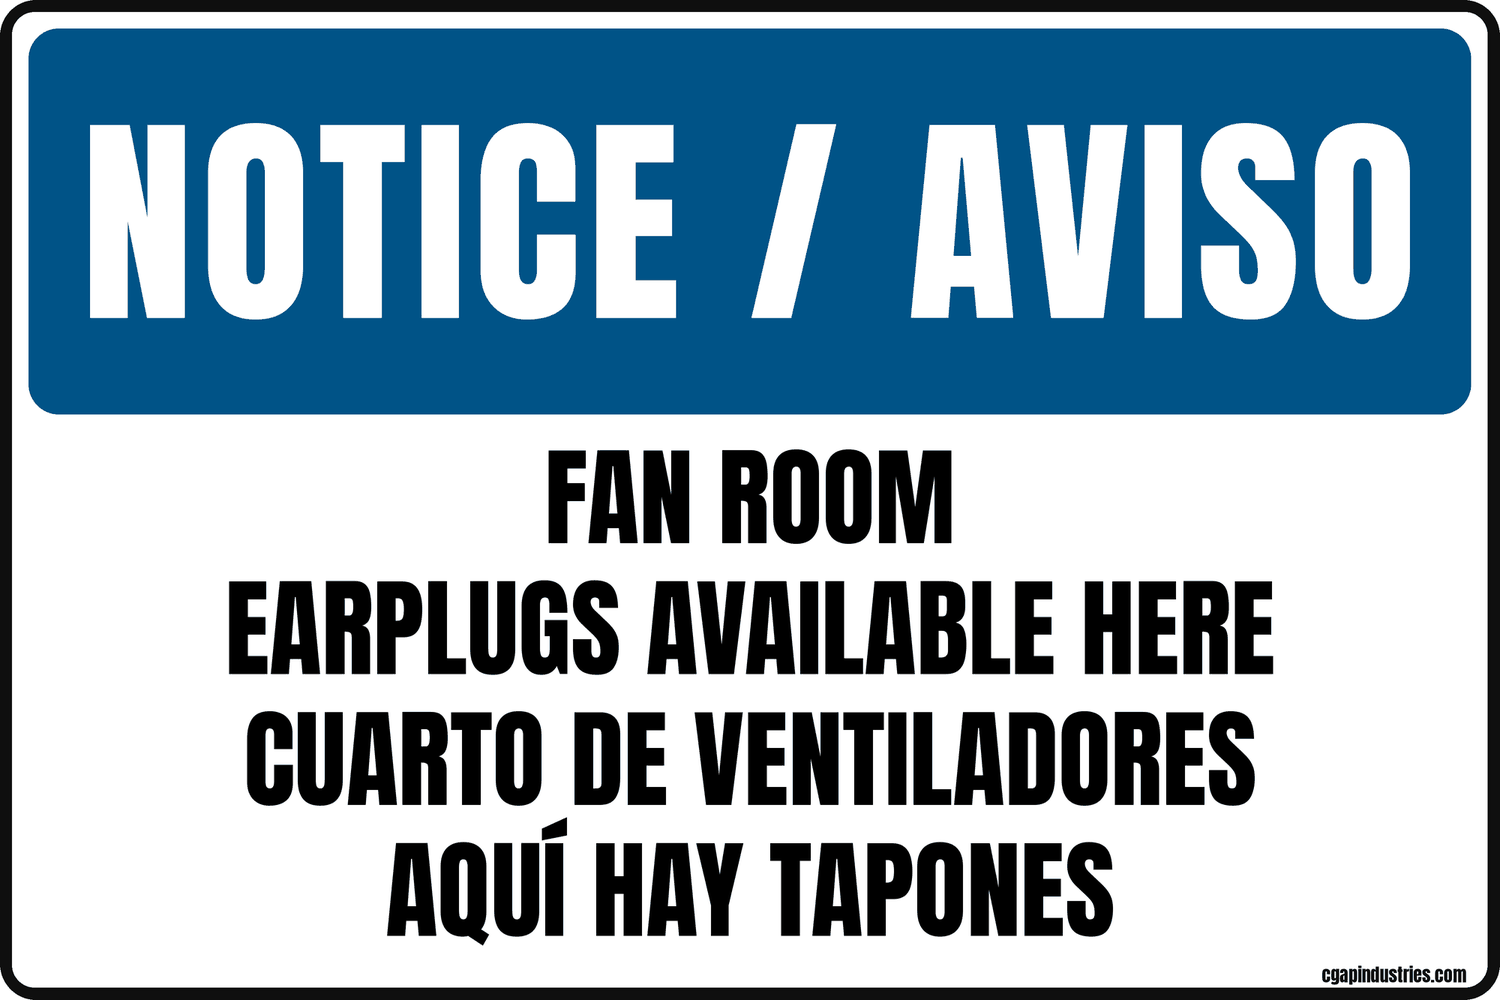 NOTICE / AVISO
FAN ROOM
EARPLUGS AVAILABLE HERE
CUARTO DE VENTILADORES
AQUÍ HAY TAPONES
cgapindustries.com